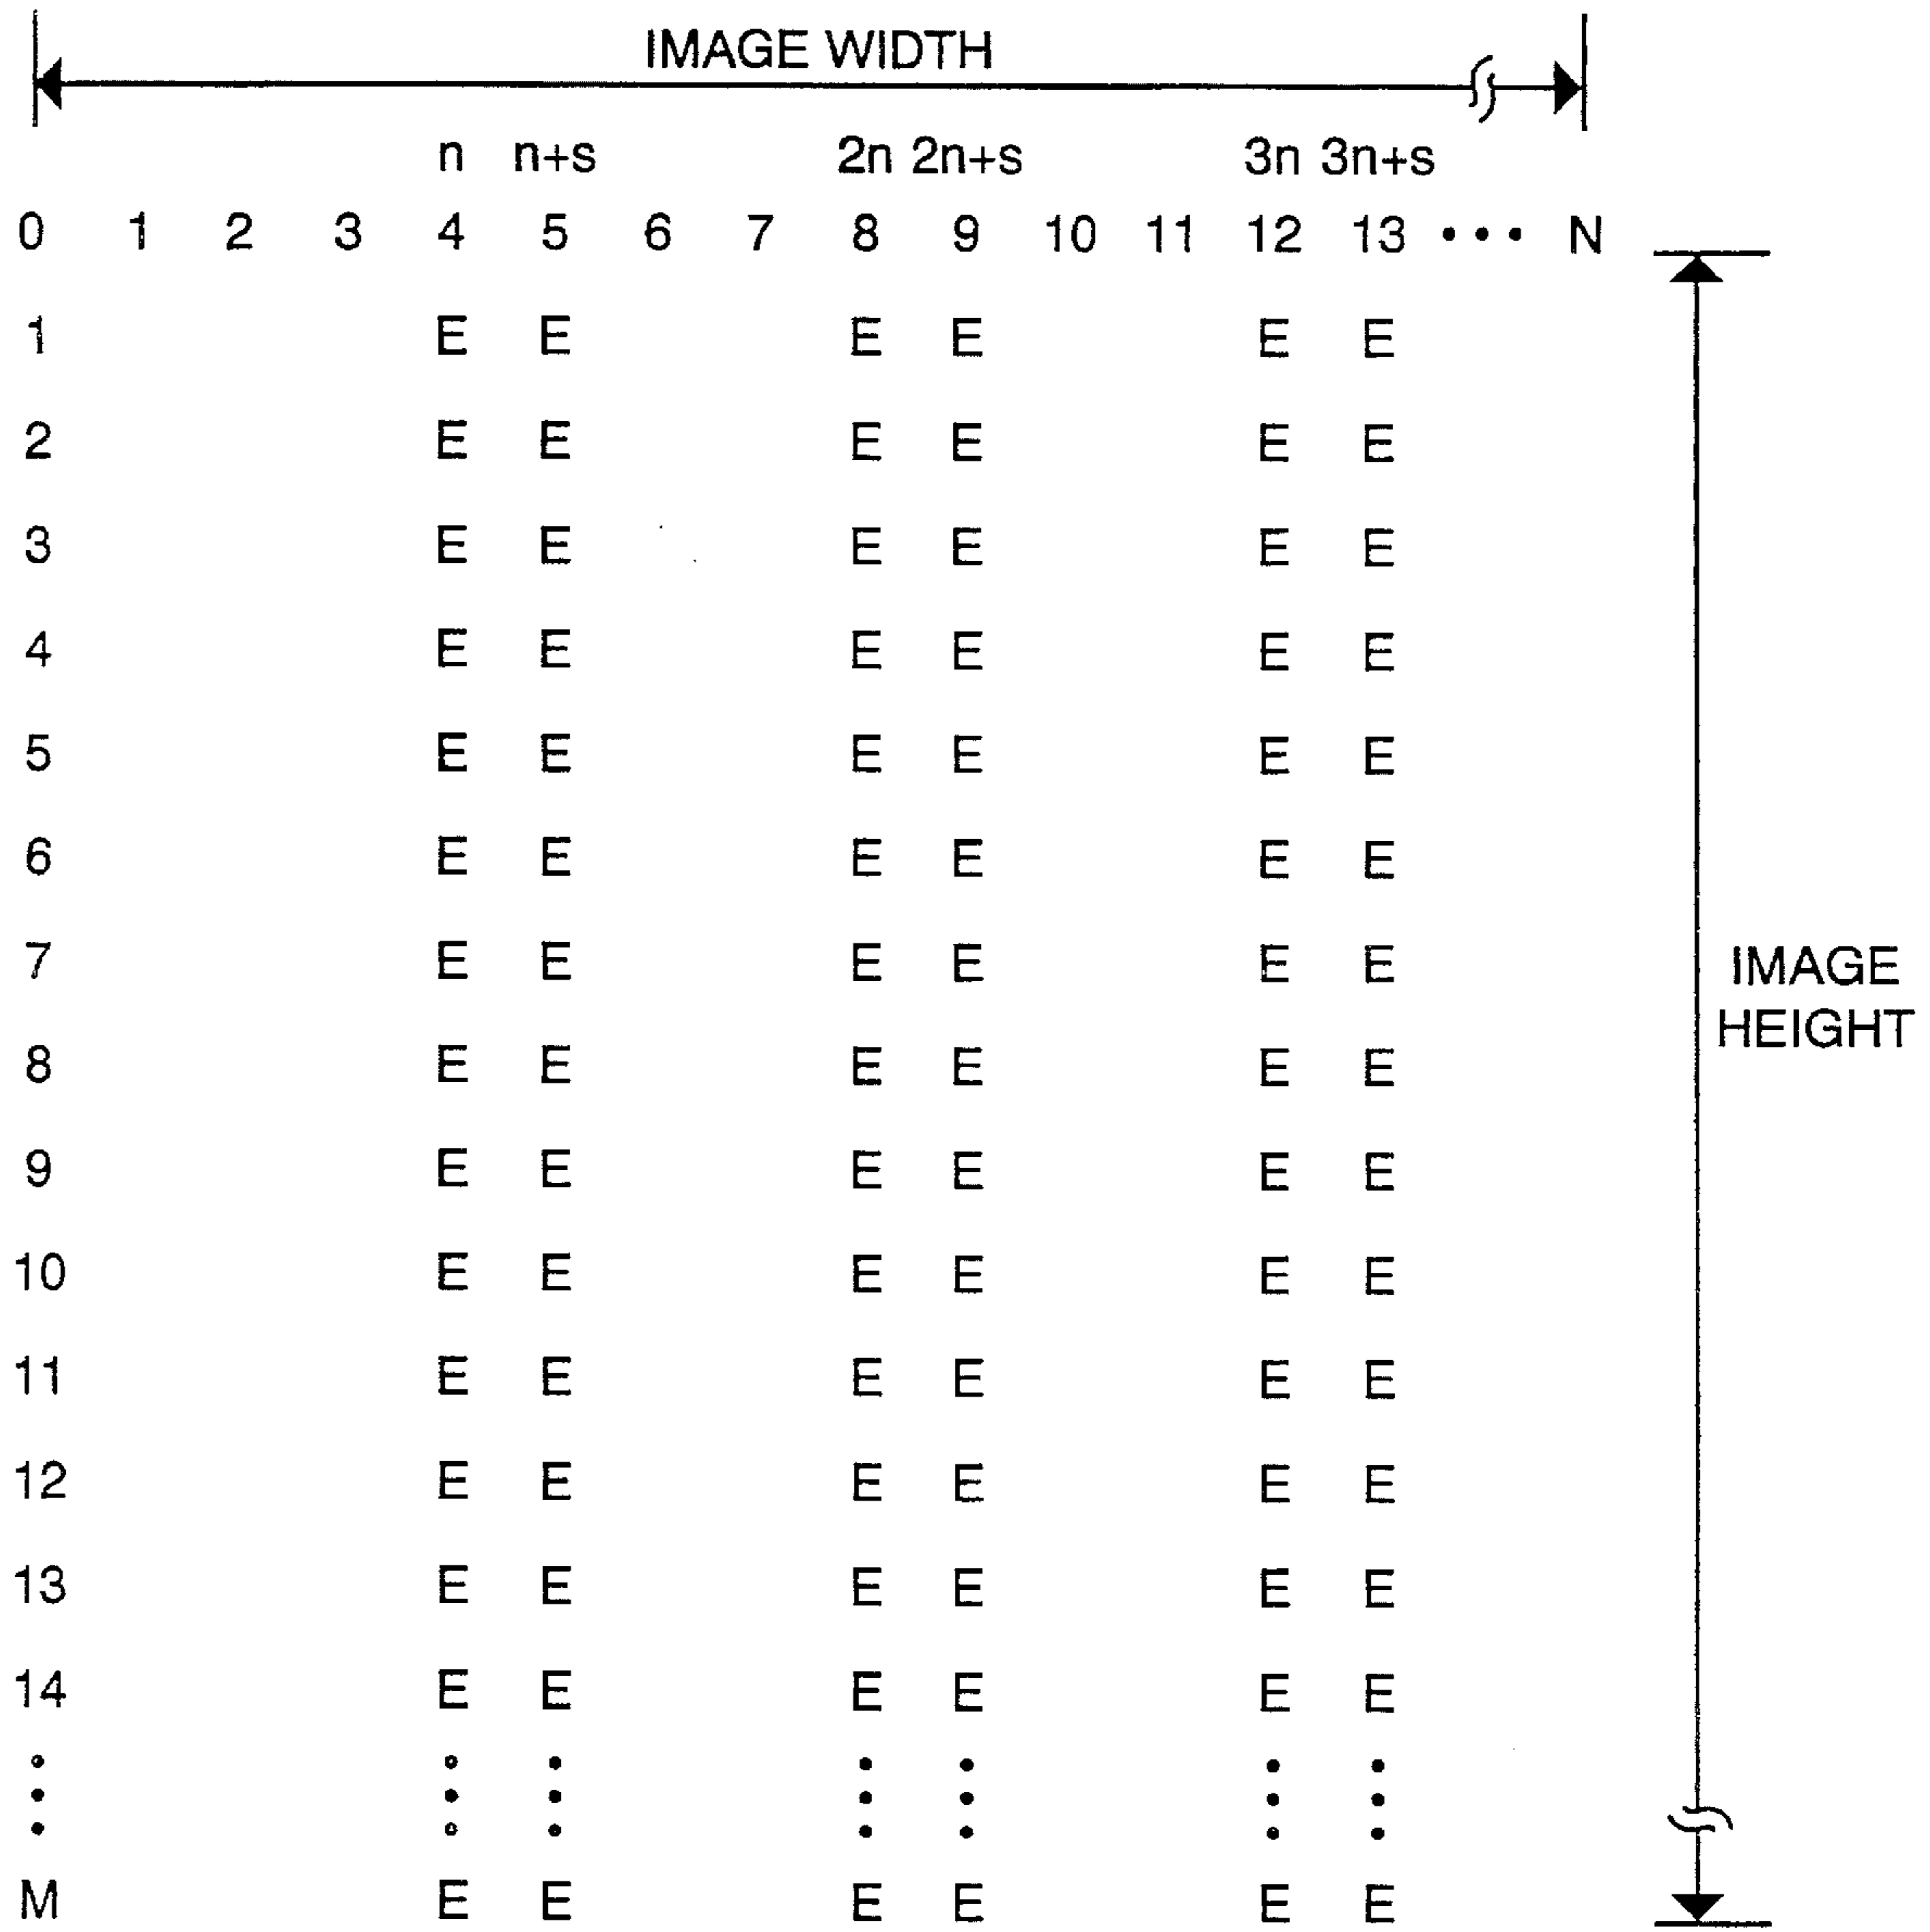 IMAGE WIDTH
n n+s 2n 2n+s 3n 3n+s
0 1 2 3 4 5 6 7 8 9 10 11 12 13 ••• N
1 E E E E E E
2 E E E E E E
3 E E E E E E
4 E E E E E E
5 E E E E E E
6 E E E E E E
7 E E E E E E
IMAGE
HEIGHT
8 E E E E E E
9 E E E E E E
10 E E E E E E
11 E E E E E E
12 E E E E E E
13 E E E E E E
14 E E E E E E
M E E E E E E